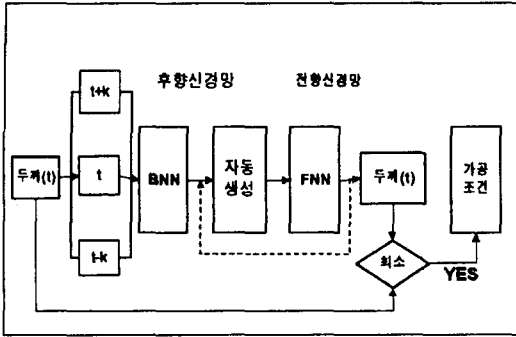 후향신경망
전향신경망
t+k
두께(t)
t
t-k
BNN
자동
생성
FNN
두께(t)
가공
조건
최소
YES